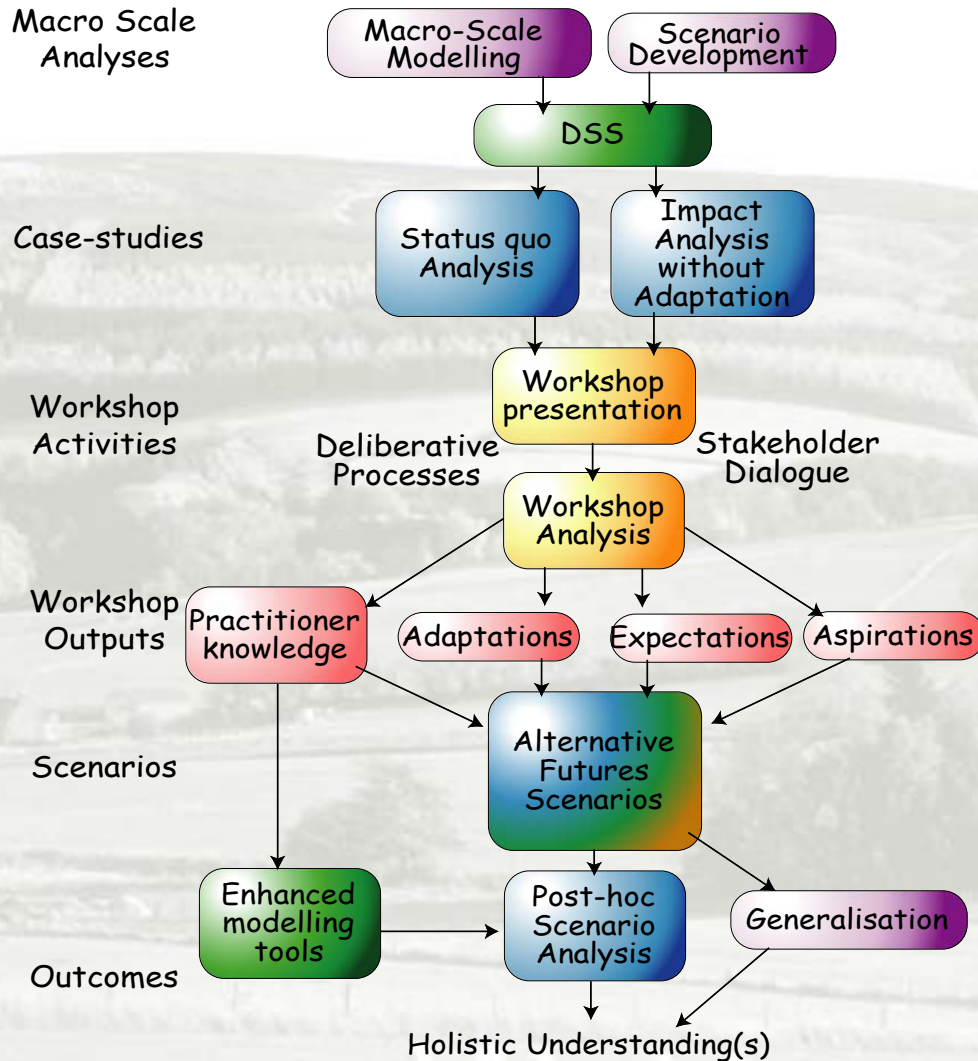 Macro Scale
Analyses
Macro-Scale
Modelling
Scenario
Development
DSS
Case-studies
Status quo
Analysis
Impact
Analysis
without
Adaptation
Workshop
Activities
Workshop
presentation
Deliberative
Processes
Stakeholder
Dialogue
Workshop
Analysis
Workshop
Outputs
Practitioner
knowledge
Adaptations
Expectations
Aspirations
Scenarios
Alternative
Futures
Scenarios
Outcomes
Enhanced
modelling
tools
Post-hoc
Scenario
Analysis
Generalisation
Holistic Understanding(s)